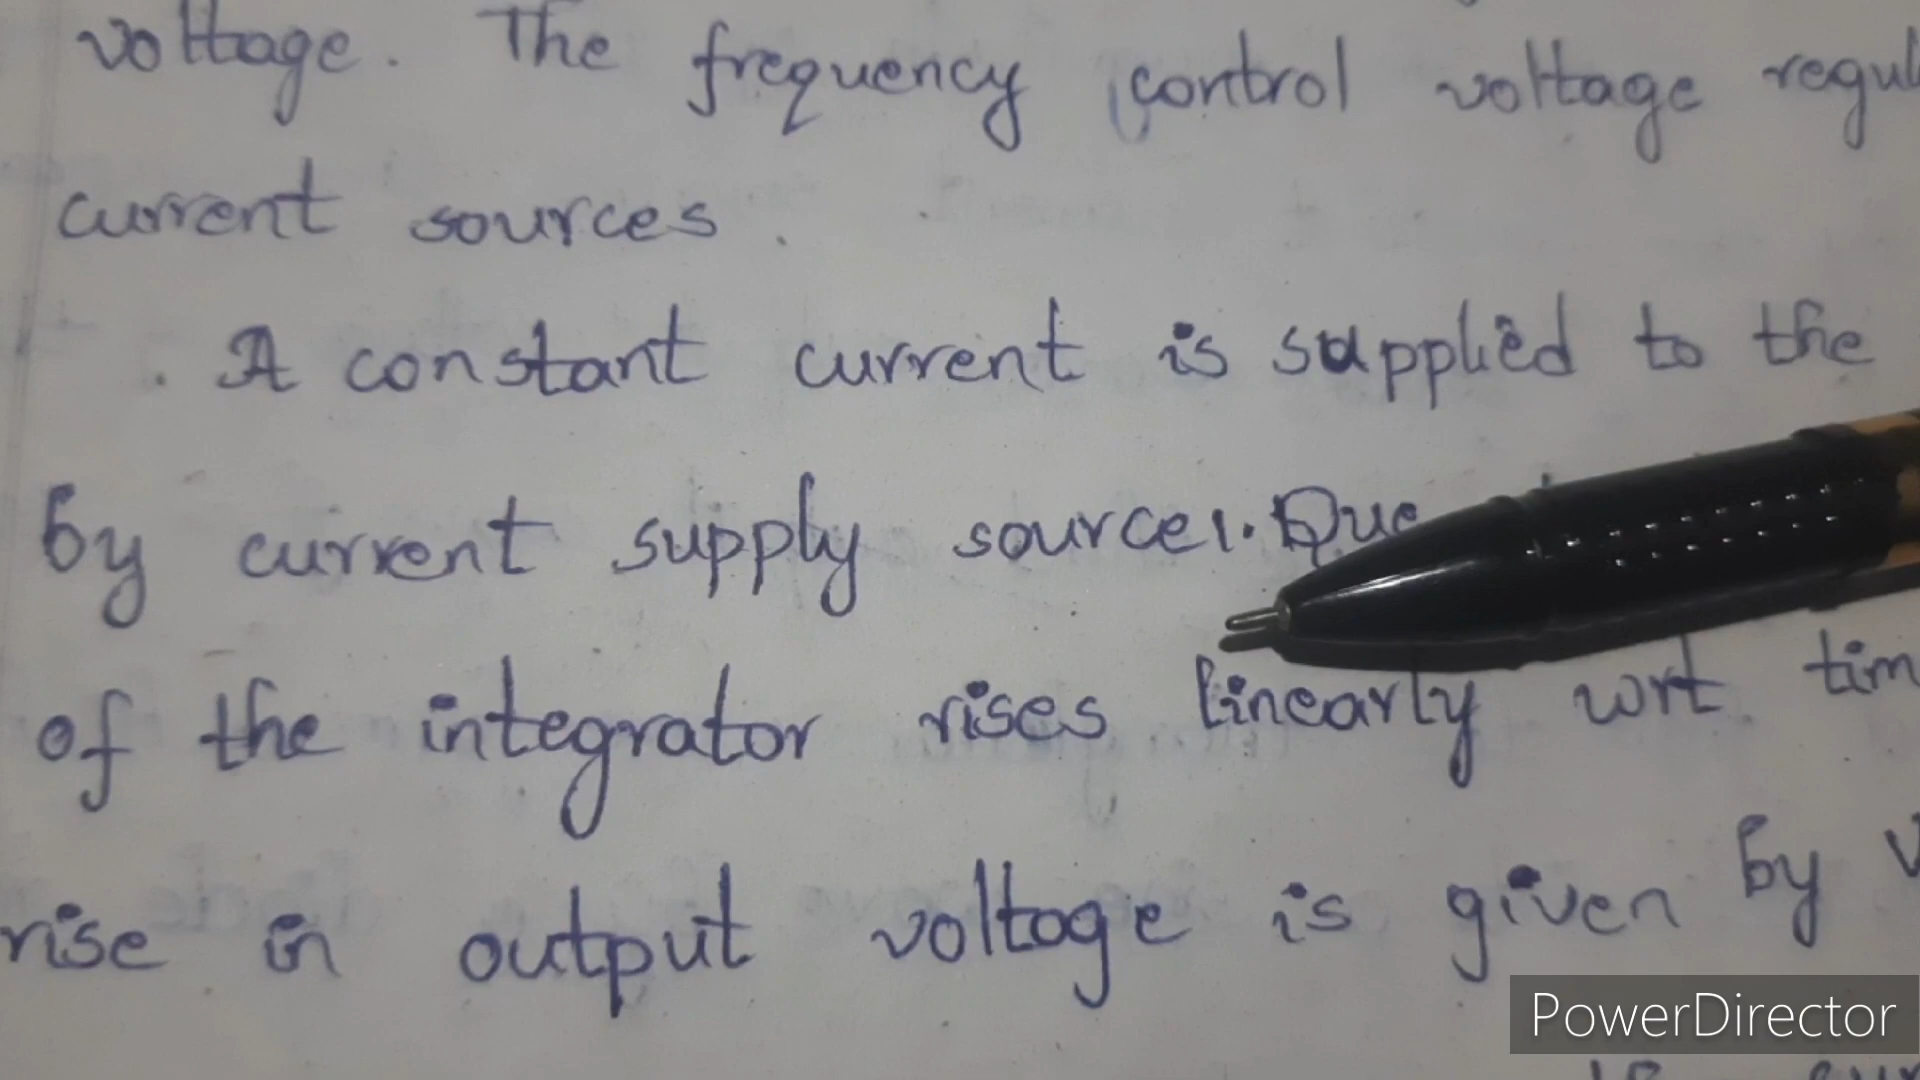 voltage. The frequency control voltage regul
current sources.
. A constant current is supplied to the
by current supply source1. Due
of the integrator rises linearly wrt tim
rise in output voltage is given by V
PowerDirector